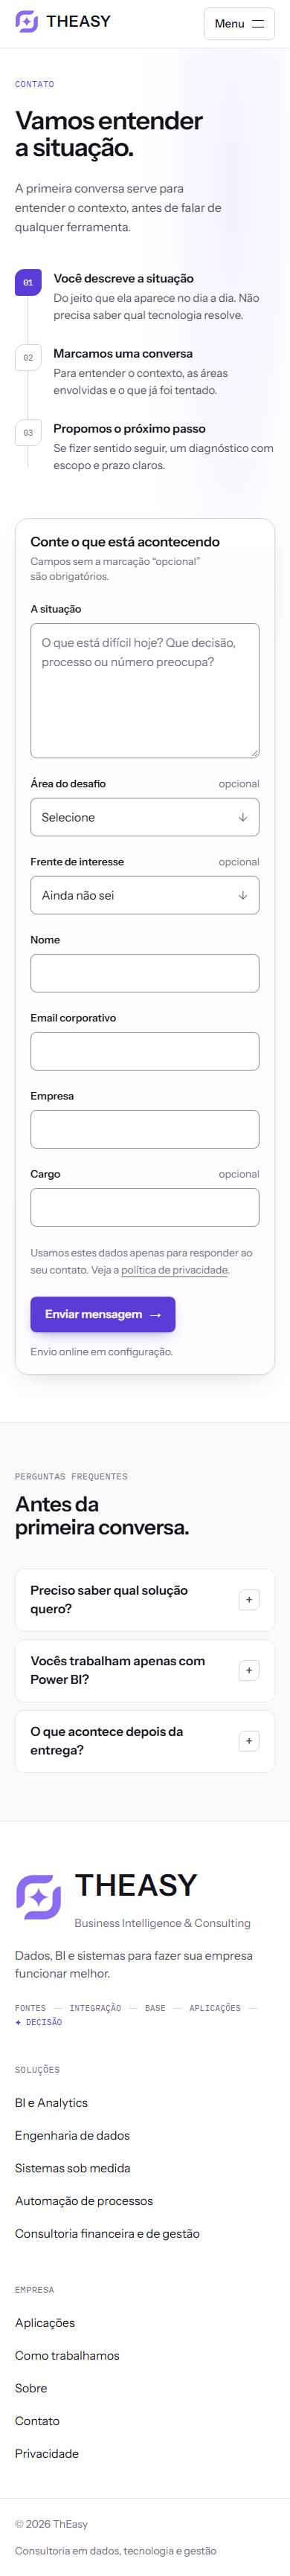 THEASY
Menu
CONTATO
Vamos entender
a situação.
A primeira conversa serve para
entender o contexto, antes de falar de
qualquer ferramenta.
01
Você descreve a situação
Do jeito que ela aparece no dia a dia. Não
precisa saber qual tecnologia resolve.
02
Marcamos uma conversa
Para entender o contexto, as áreas
envolvidas e o que já foi tentado.
03
Propomos o próximo passo
Se fizer sentido seguir, um diagnóstico com
escopo e prazo claros.
Conte o que está acontecendo
Campos sem a marcação “opcional”
são obrigatórios.
A situação
O que está difícil hoje? Que decisão,
processo ou número preocupa?
Área do desafio opcional
Selecione
Frente de interesse opcional
Ainda não sei
Nome
Email corporativo
Empresa
Cargo opcional
Usamos estes dados apenas para responder ao
seu contato. Veja a política de privacidade.
Enviar mensagem →
Envio online em configuração.
PERGUNTAS FREQUENTES
Antes da
primeira conversa.
Preciso saber qual solução
quero?
+
Vocês trabalham apenas com
Power BI?
+
O que acontece depois da
entrega?
+
THEASY
Business Intelligence & Consulting
Dados, BI e sistemas para fazer sua empresa
funcionar melhor.
FONTES — INTEGRAÇÃO — BASE — APLICAÇÕES —
✦ DECISÃO
SOLUÇÕES
BI e Analytics
Engenharia de dados
Sistemas sob medida
Automação de processos
Consultoria financeira e de gestão
EMPRESA
Aplicações
Como trabalhamos
Sobre
Contato
Privacidade
© 2026 ThEasy
Consultoria em dados, tecnologia e gestão